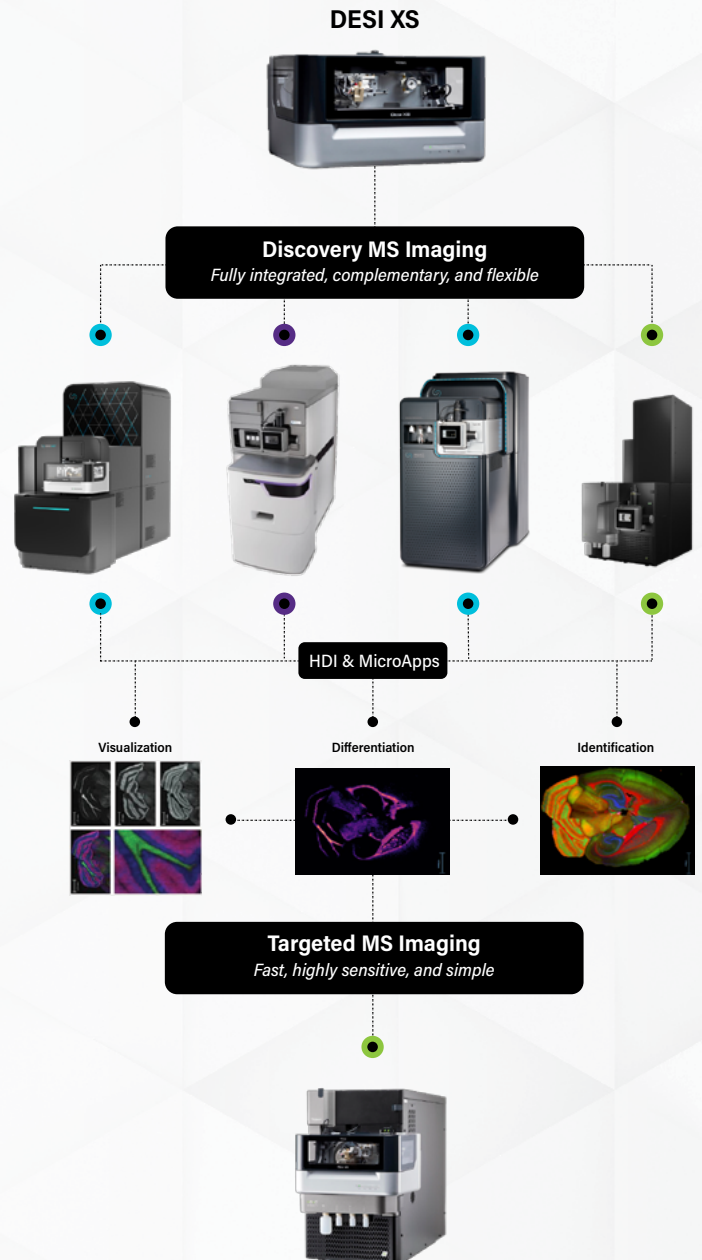 DESI XS
Discovery MS Imaging
Fully integrated, complementary, and flexible
HDI & MicroApps
Visualization
Differentiation
Identification
Targeted MS Imaging
Fast, highly sensitive, and simple